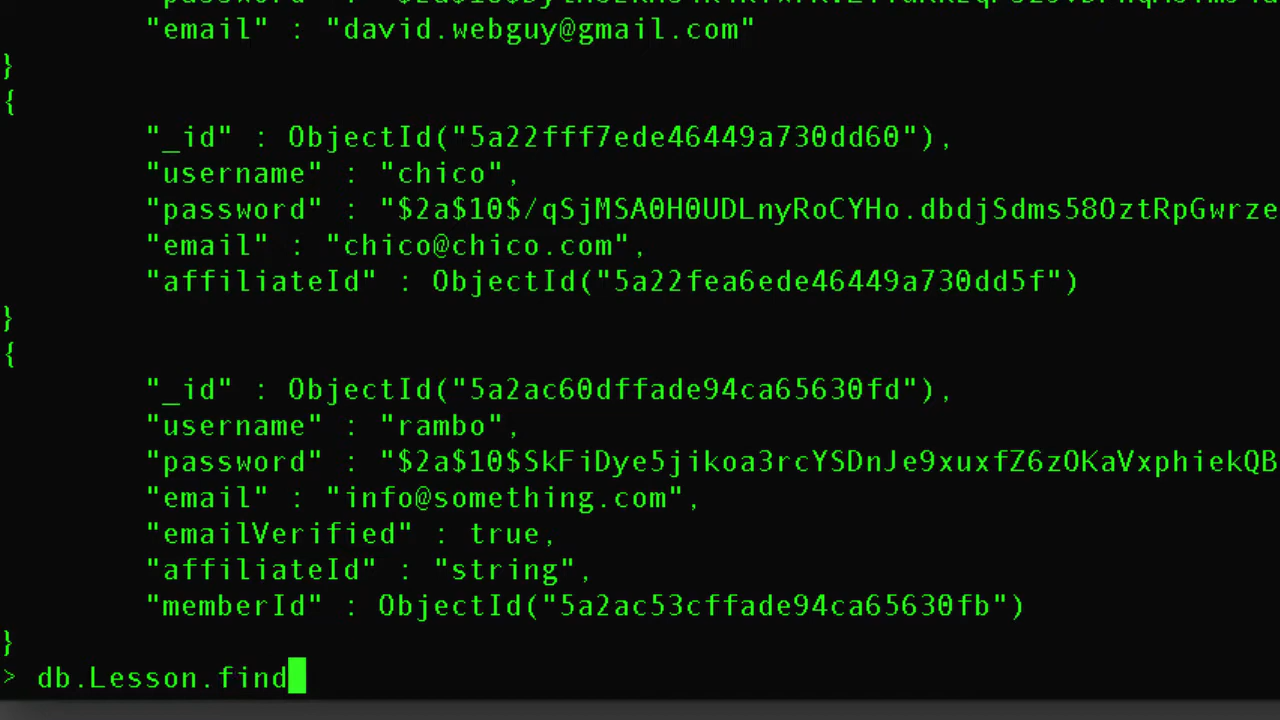 "email" : "david.webguy@gmail.com"
}
{
"_id" : ObjectId("5a22fff7ede46449a730dd60"),
"username" : "chico",
"password" : "$2a$10$/qSjMSA0H0UDLnyRoCYHo.dbdjSdms58OztRpGwrze
"email" : "chico@chico.com",
"affiliateId" : ObjectId("5a22fea6ede46449a730dd5f")
}
{
"_id" : ObjectId("5a2ac60dffade94ca65630fd"),
"username" : "rambo",
"password" : "$2a$10$SkFiDye5jikoa3rcYSDnJe9xuxfZ6zOKaVxphiekQB
"email" : "info@something.com",
"emailVerified" : true,
"affiliateId" : "string",
"memberId" : ObjectId("5a2ac53cffade94ca65630fb")
}
> db.Lesson.find